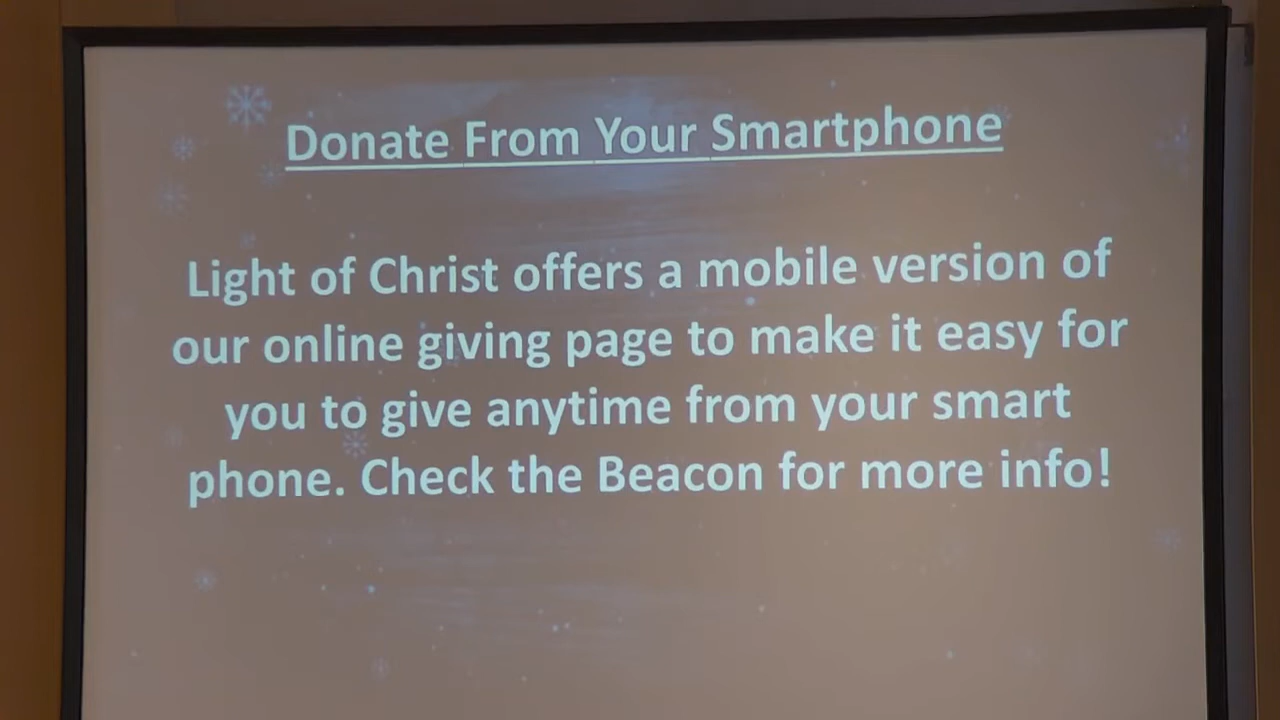 Donate From Your Smartphone
Light of Christ offers a mobile version of
our online giving page to make it easy for
you to give anytime from your smart
phone. Check the Beacon for more info!